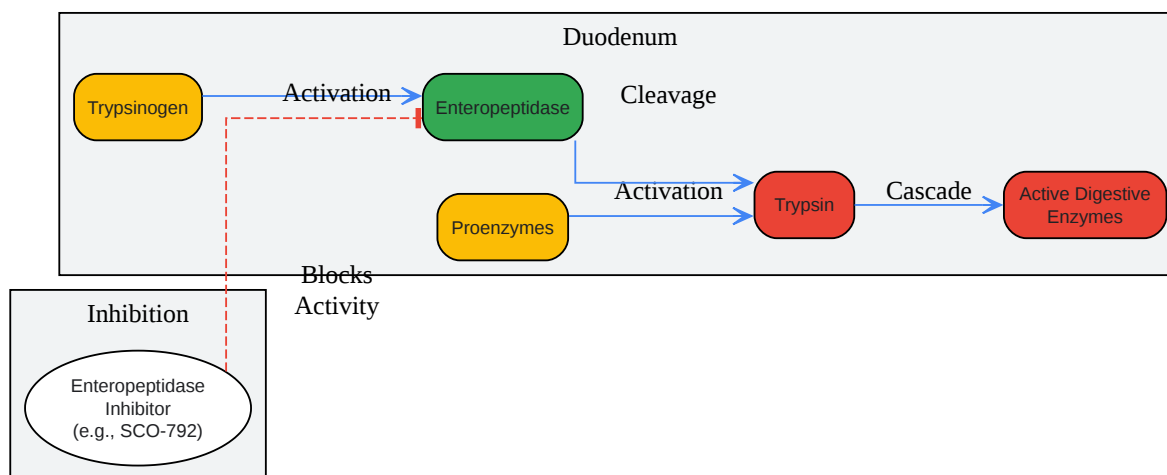 Duodenum
Trypsinogen
Activation
Enteropeptidase
Cleavage
Proenzymes
Activation
Trypsin
Cascade
Active Digestive
Enzymes
Blocks
Activity
Inhibition
Enteropeptidase
Inhibitor
(e.g., SCO-792)